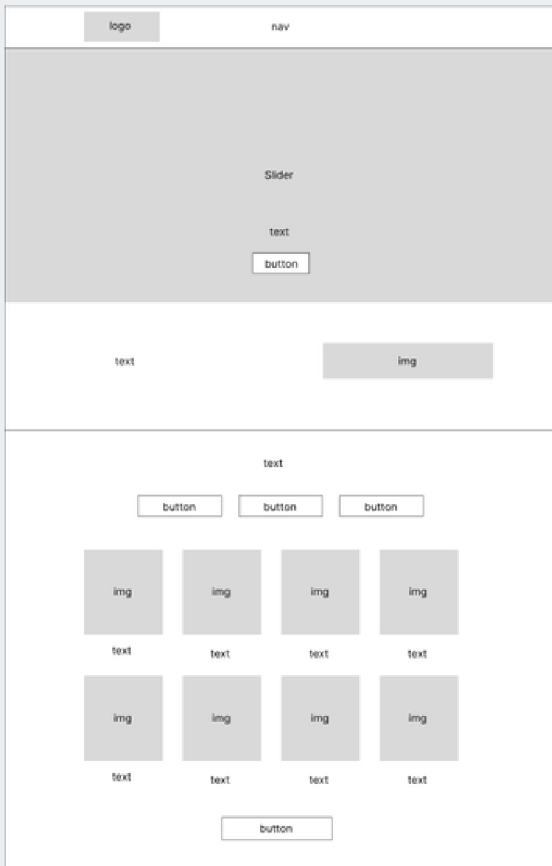 logo nav
Slider
text
button
text img
text
button button button
img img img img
text text text text
img img img img
text text text text
button